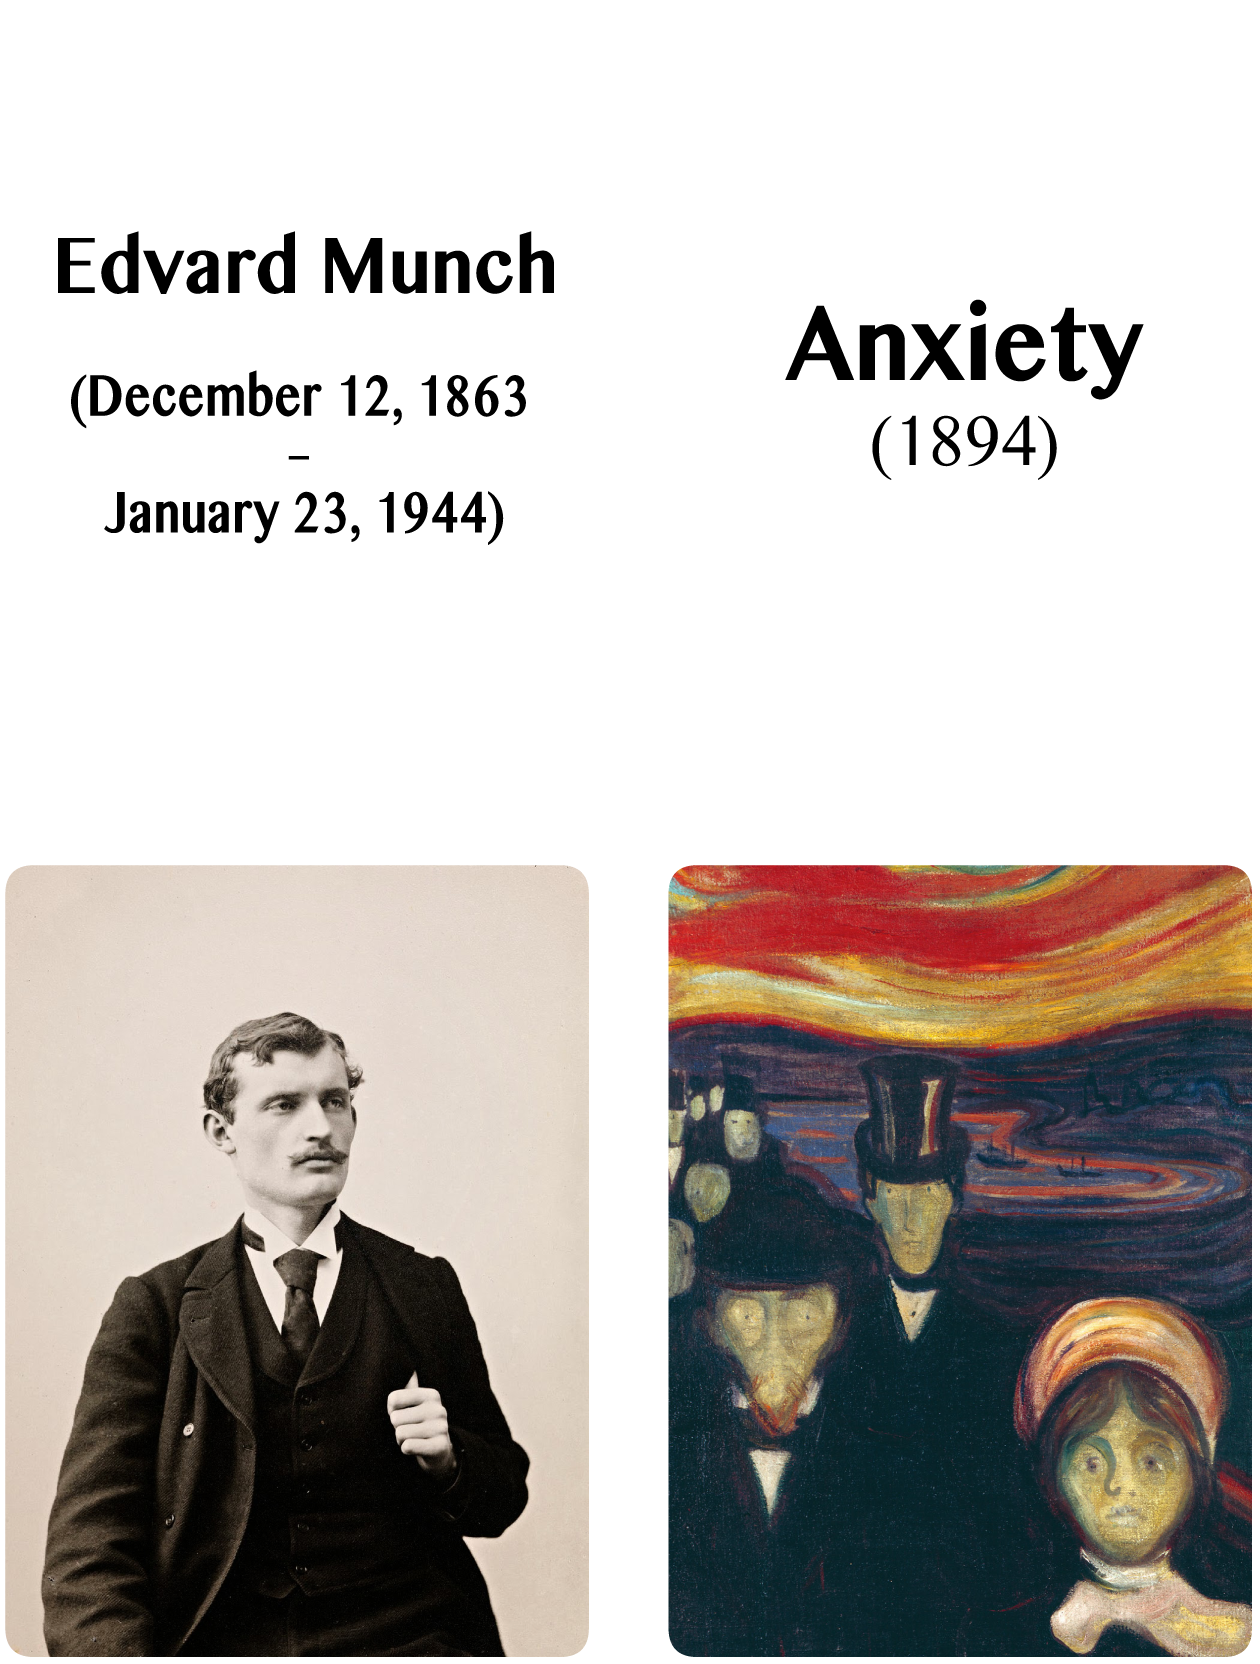 Edvard Munch
(December 12, 1863
–
January 23, 1944)
Anxiety
(1894)